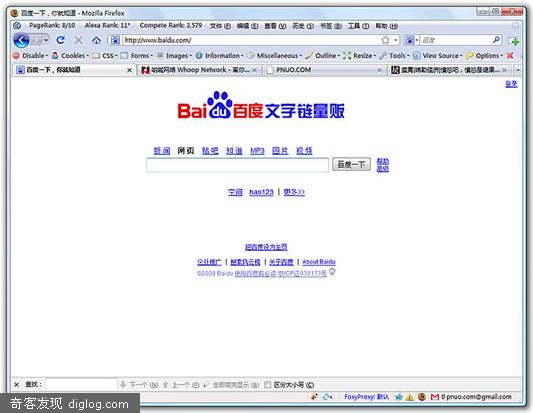 百度一下，你就知道 - Mozilla Firefox
PageRank: 8/10 Alexa Rank: 11* Compete Rank: 3,579 文件 (F) 编辑 (E) 查看 (V) 历史 (S) 书签 (B) 工具 (T) 帮助 (H)
http://www.baidu.com/ 百度
Disable Cookies CSS Forms Images Information Miscellaneous Outline Resize Tools View Source Options
百度一下，你就知道 Whoop Network PNUO.COM
登录
Bai du 百度文字链量贩
新闻 网页 贴吧 知道 MP3 图片 视频
百度一下 帮助 高级
空间 hao123 | 更多>>
把百度设为主页
企业推广 | 搜索风云榜 | 关于百度 | About Baidu
©2008 Baidu 使用百度前必读 京ICP证030173号
查找: 下一个 (N) 上一个 (P) 全部高亮显示 (A) 区分大小写 (C)
FoxyProxy: 默认 0 pnuo.com@gmail.com
奇客发现 diglog.com